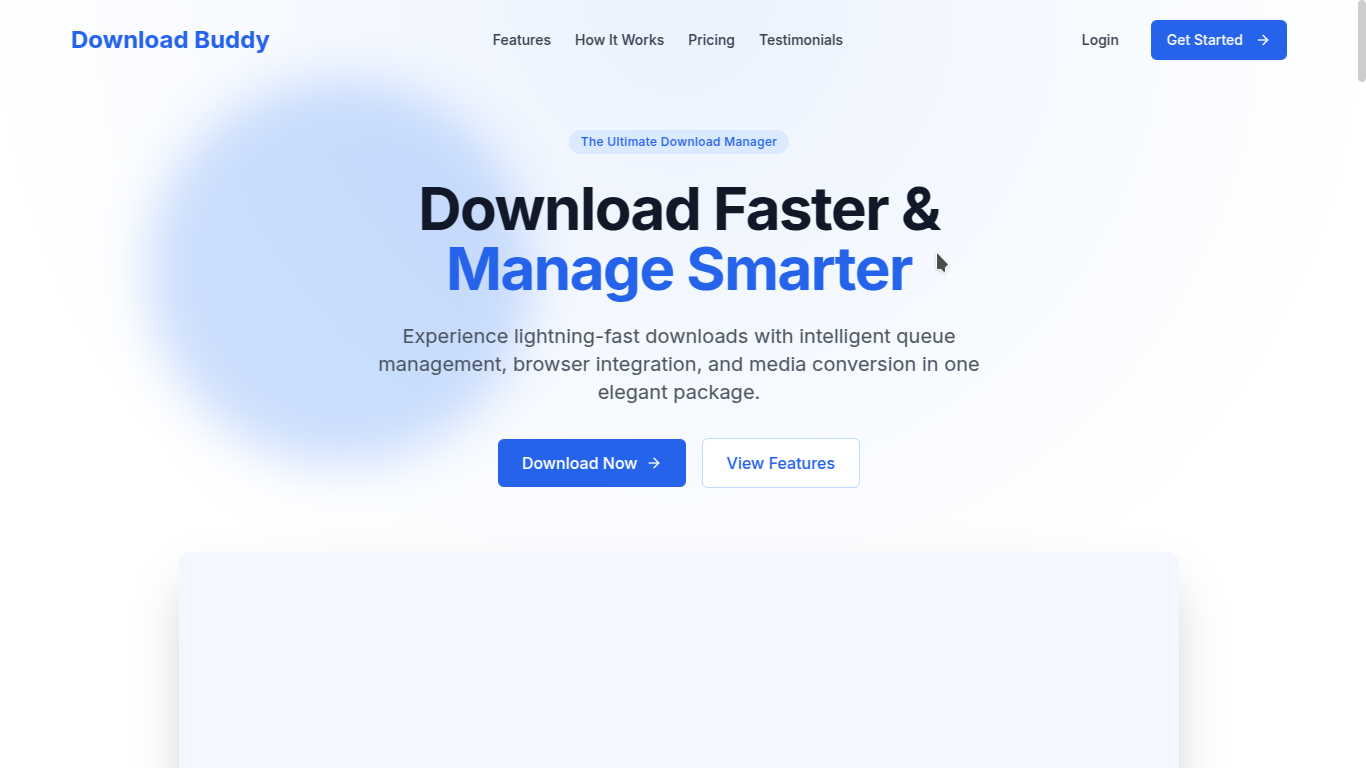 Download Buddy
Features
How It Works
Pricing
Testimonials
Login
Get Started
The Ultimate Download Manager
Download Faster &
Manage Smarter
Experience lightning-fast downloads with intelligent queue
management, browser integration, and media conversion in one
elegant package.
Download Now
View Features